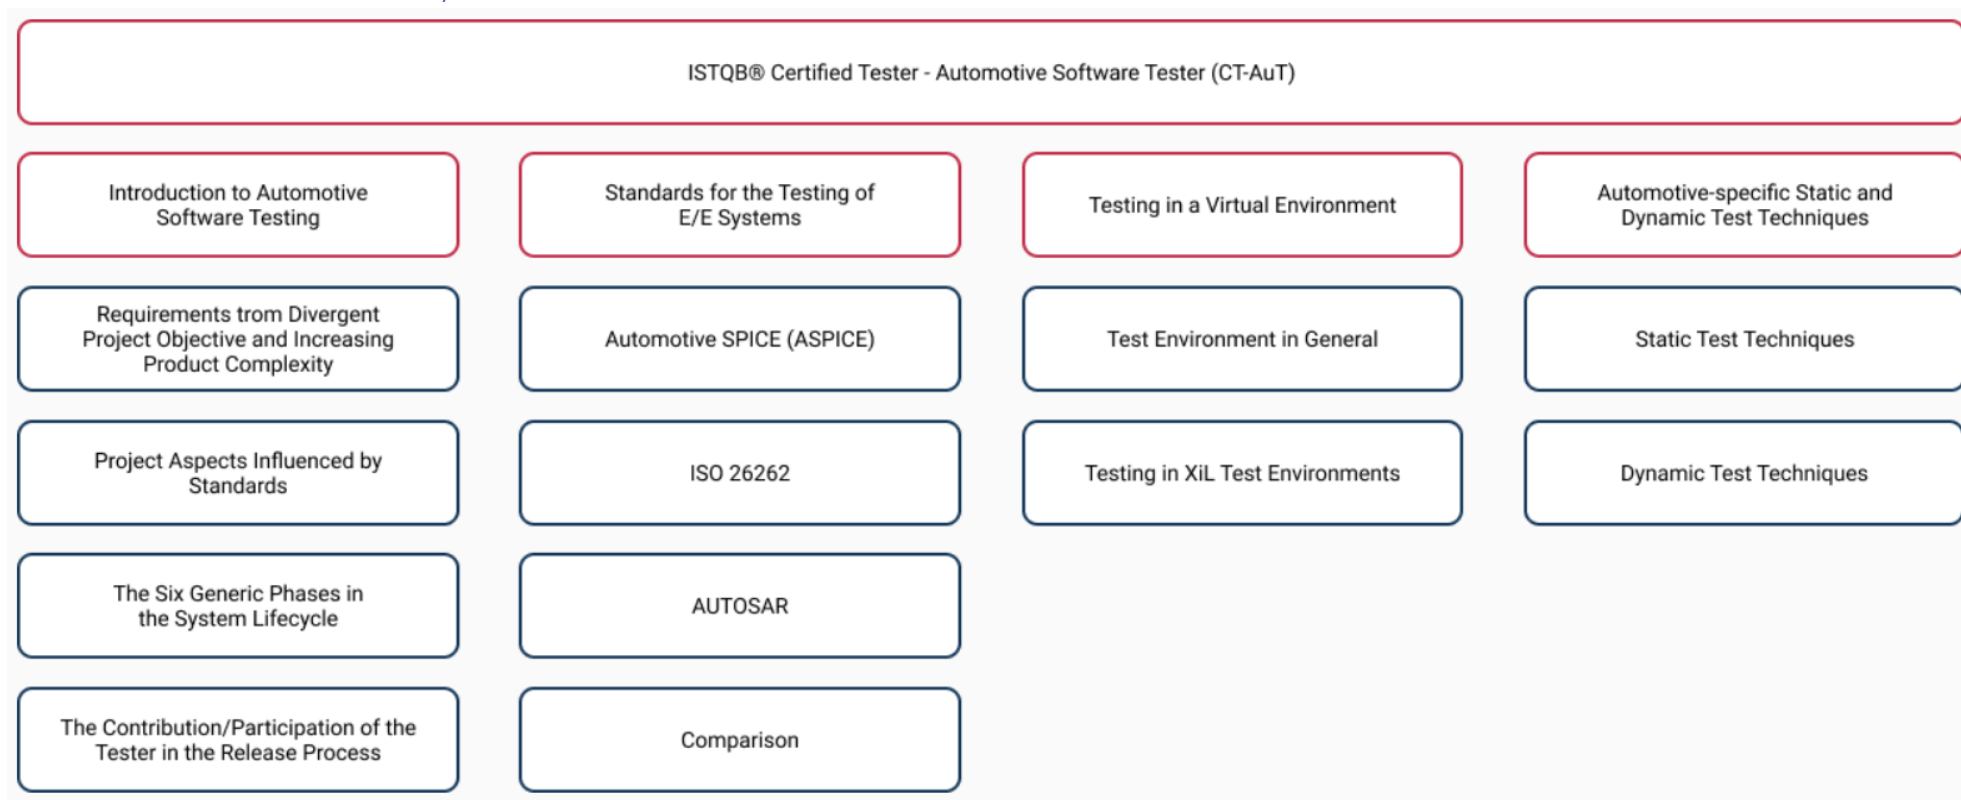 ISTQB® Certified Tester - Automotive Software Tester (CT-AuT)
Introduction to Automotive
Software Testing
Standards for the Testing of
E/E Systems
Testing in a Virtual Environment
Automotive-specific Static and
Dynamic Test Techniques
Requirements trom Divergent
Project Objective and Increasing
Product Complexity
Automotive SPICE (ASPICE)
Test Environment in General
Static Test Techniques
Project Aspects Influenced by
Standards
ISO 26262
Testing in XiL Test Environments
Dynamic Test Techniques
The Six Generic Phases in
the System Lifecycle
AUTOSAR
The Contribution/Participation of the
Tester in the Release Process
Comparison